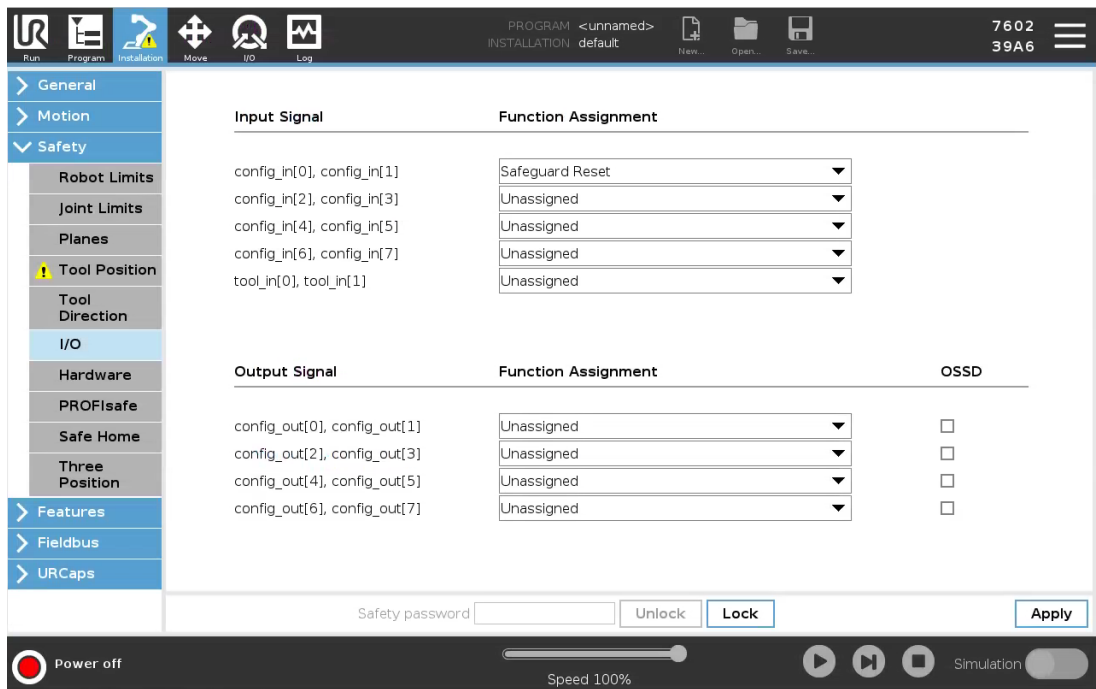 PROGRAM <unnamed>
INSTALLATION default
7602
39A6
UR
Run
Program
Installation
Move
I/O
Log
New...
Open...
Save...
General
Motion
Safety
Robot Limits
Joint Limits
Planes
Tool Position
Tool
Direction
I/O
Hardware
PROFIsafe
Safe Home
Three
Position
Features
Fieldbus
URCaps
Input Signal Function Assignment
config_in[0], config_in[1] Safeguard Reset
config_in[2], config_in[3] Unassigned
config_in[4], config_in[5] Unassigned
config_in[6], config_in[7] Unassigned
tool_in[0], tool_in[1] Unassigned
Output Signal Function Assignment OSSD
config_out[0], config_out[1] Unassigned
config_out[2], config_out[3] Unassigned
config_out[4], config_out[5] Unassigned
config_out[6], config_out[7] Unassigned
Safety password Unlock Lock Apply
Power off
Speed 100%
Simulation